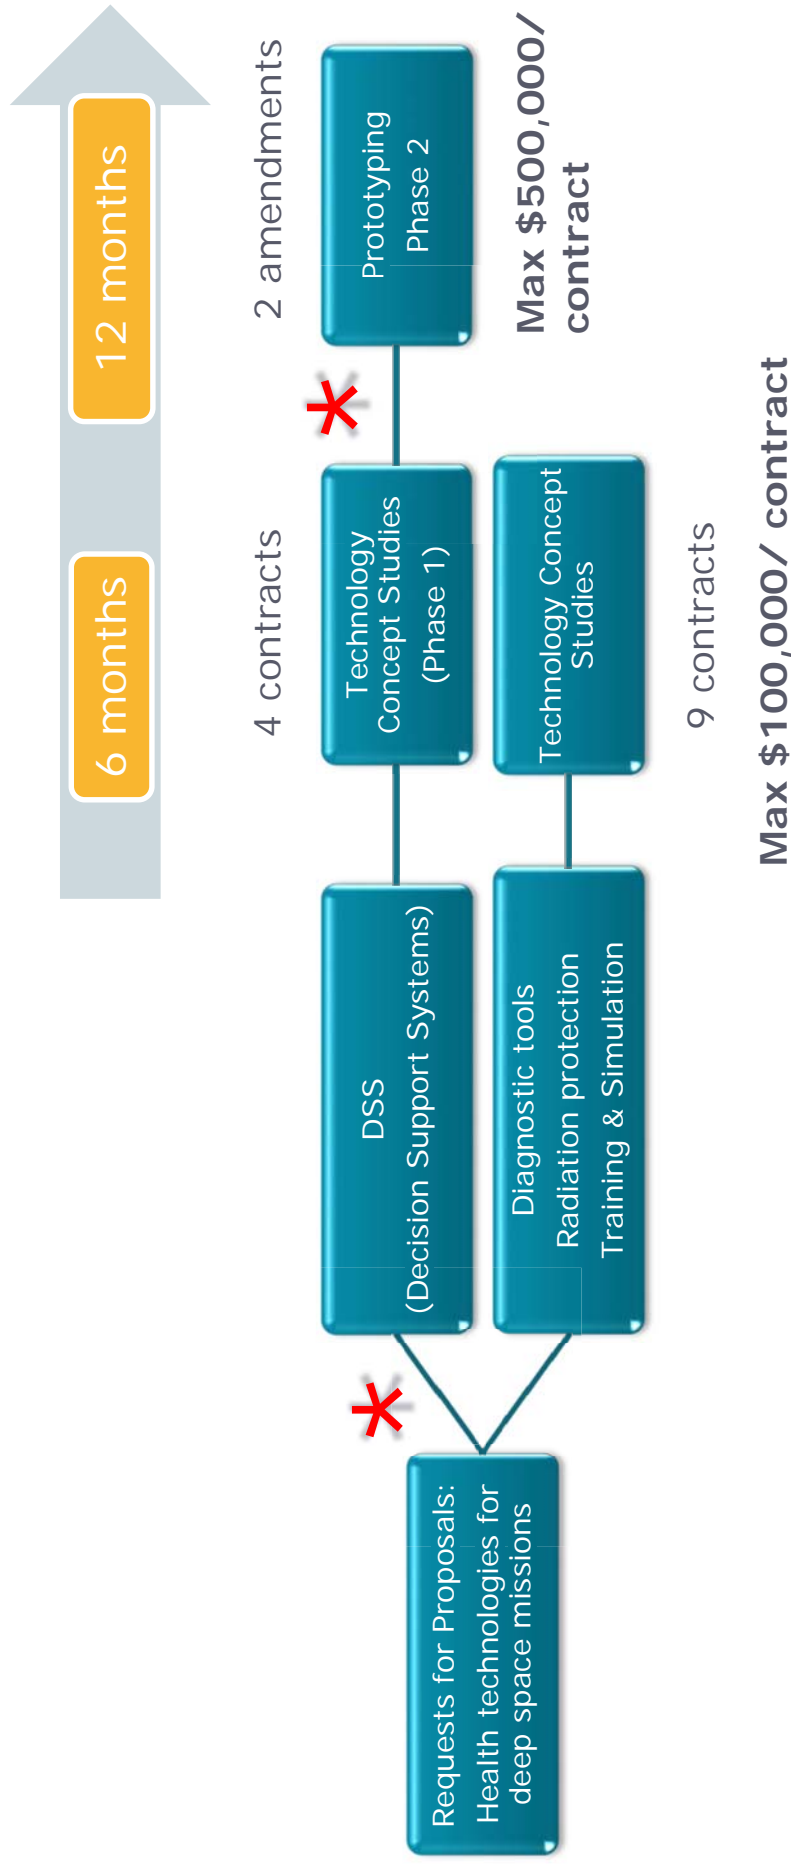 6 months
12 months
4 contracts
2 amendments
Requests for Proposals:
Health technologies for
deep space missions
DSS
(Decision Support Systems)
Technology
Concept Studies
(Phase 1)
Prototyping
Phase 2
Diagnostic tools
Radiation protection
Training & Simulation
Technology Concept
Studies
Max $500,000/
contract
9 contracts
Max $100,000/ contract